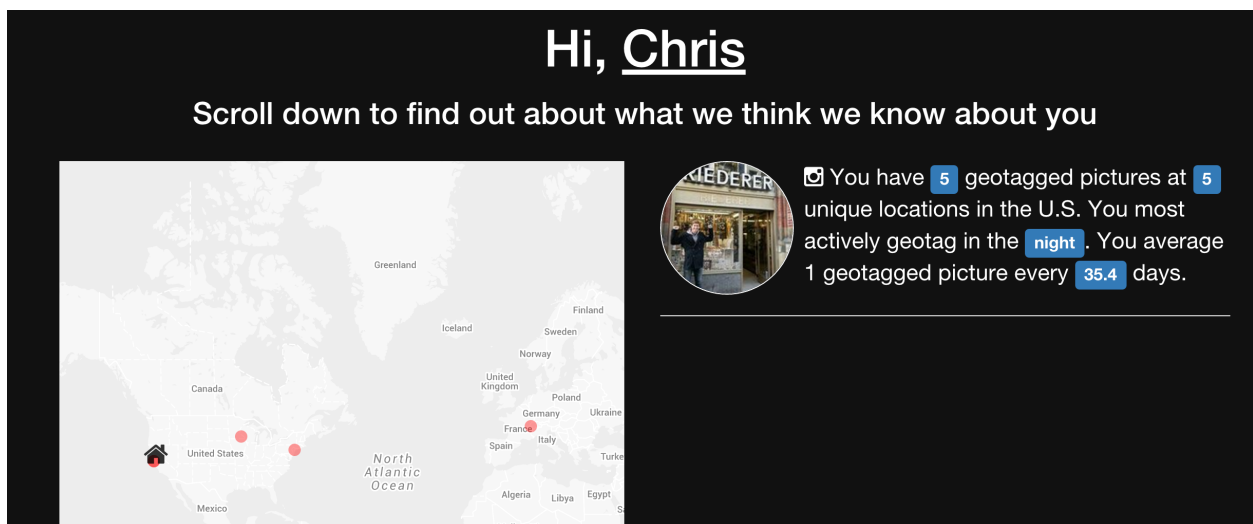 Hi, Chris
Scroll down to find out about what we think we know about you
You have 5 geotagged pictures at 5
unique locations in the U.S. You most
actively geotag in the night. You average
1 geotagged picture every 35.4 days.
Greenland
Iceland
Finland
Sweden
Norway
United
Kingdom
Poland
Germany
Ukraine
France
Italy
Spain
Canada
United States
North
Atlantic
Ocean
Algeria
Libya
Egypt
Mexico